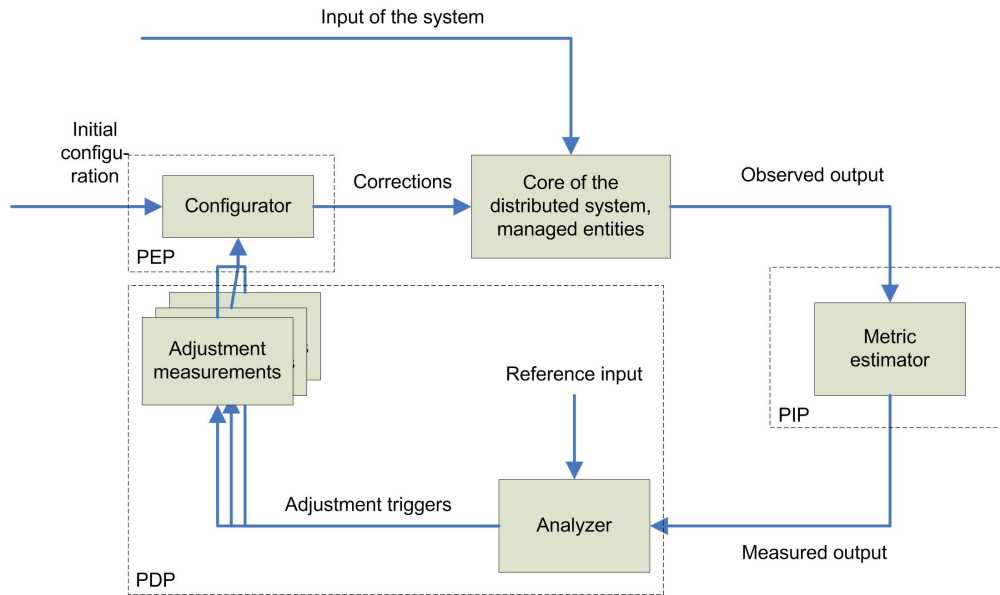 Input of the system
Initial
configu-
ration
Configurator
PEP
Corrections
Core of the
distributed system,
managed entities
Observed output
Metric
estimator
PIP
Adjustment
measurements
s
s
Reference input
Adjustment triggers
Analyzer
Measured output
PDP